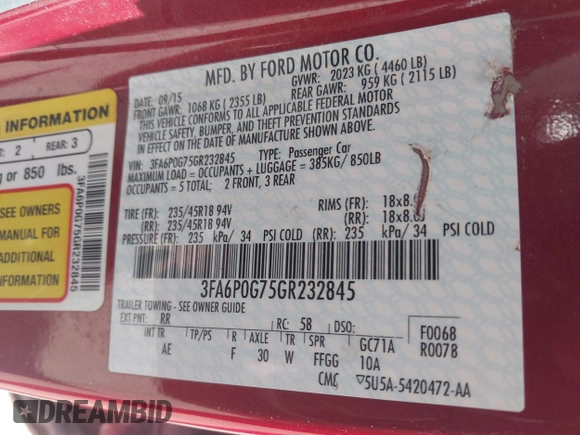 MFD. BY FORD MOTOR CO.
DATE: 09/15 GVWR: 2023 KG ( 4460 LB)
FRONT GAWR: 1068 KG ( 2355 LB) REAR GAWR: 959 KG ( 2115 LB)
THIS VEHICLE CONFORMS TO ALL APPLICABLE FEDERAL MOTOR
VEHICLE SAFETY, BUMPER, AND THEFT PREVENTION STANDARDS
IN EFFECT ON THE DATE OF MANUFACTURE SHOWN ABOVE.
VIN: 3FA6P0G75GR232845 TYPE: Passenger Car
MAXIMUM LOAD = OCCUPANTS + LUGGAGE = 385KG/ 850LB
OCCUPANTS = 5 TOTAL; 2 FRONT, 3 REAR
TIRE (FR): 235/45R18 94V RIMS (FR): 18x8.
(RR): 235/45R18 94V (RR): 18x8.
PRESSURE (FR): 235 kPa/ 34 PSI COLD (RR): 235 kPa/ 34 PSI COLD
3FA6P0G75GR232845
TRAILER TOWING - SEE OWNER GUIDE
EXT PNT: RR RC: 58 DSO: F0068
INT TR TP/PS R AXLE TR SPR GC71A R0078
AE F 30 W FFGG 10A
CMC 5U5A-5420472-AA
INFORMATION
: 2 REAR: 3
or 850 lbs.
3FA6P0G75GR232845
SEE OWNERS
MANUAL FOR
ADDITIONAL
INFORMATION
DREAMBID